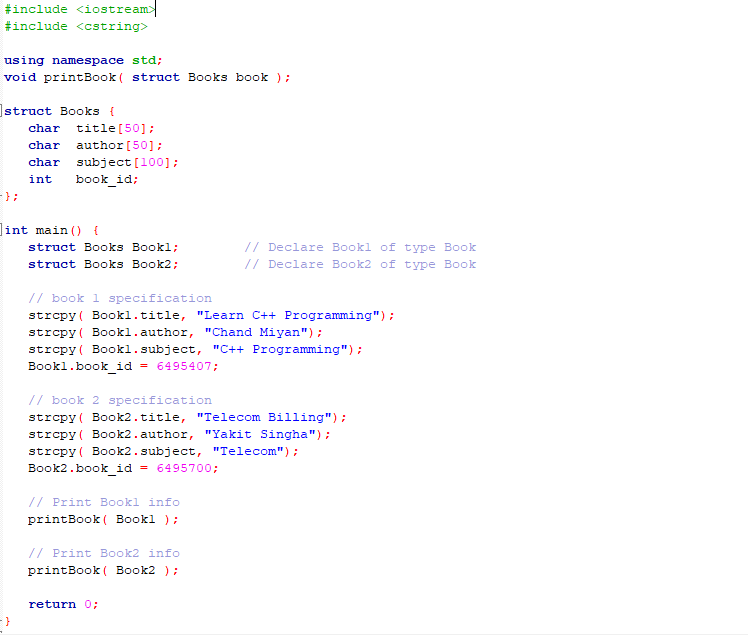 #include <iostream>
#include <cstring>
using namespace std;
void printBook( struct Books book );
struct Books {
char  title[50];
char  author[50];
char  subject[100];
int   book_id;
};
int main() {
struct Books Book1;        // Declare Book1 of type Book
struct Books Book2;        // Declare Book2 of type Book
// book 1 specification
strcpy( Book1.title, "Learn C++ Programming");
strcpy( Book1.author, "Chand Miyan");
strcpy( Book1.subject, "C++ Programming");
Book1.book_id = 6495407;
// book 2 specification
strcpy( Book2.title, "Telecom Billing");
strcpy( Book2.author, "Yakit Singha");
strcpy( Book2.subject, "Telecom");
Book2.book_id = 6495700;
// Print Book1 info
printBook( Book1 );
// Print Book2 info
printBook( Book2 );
return 0;
}